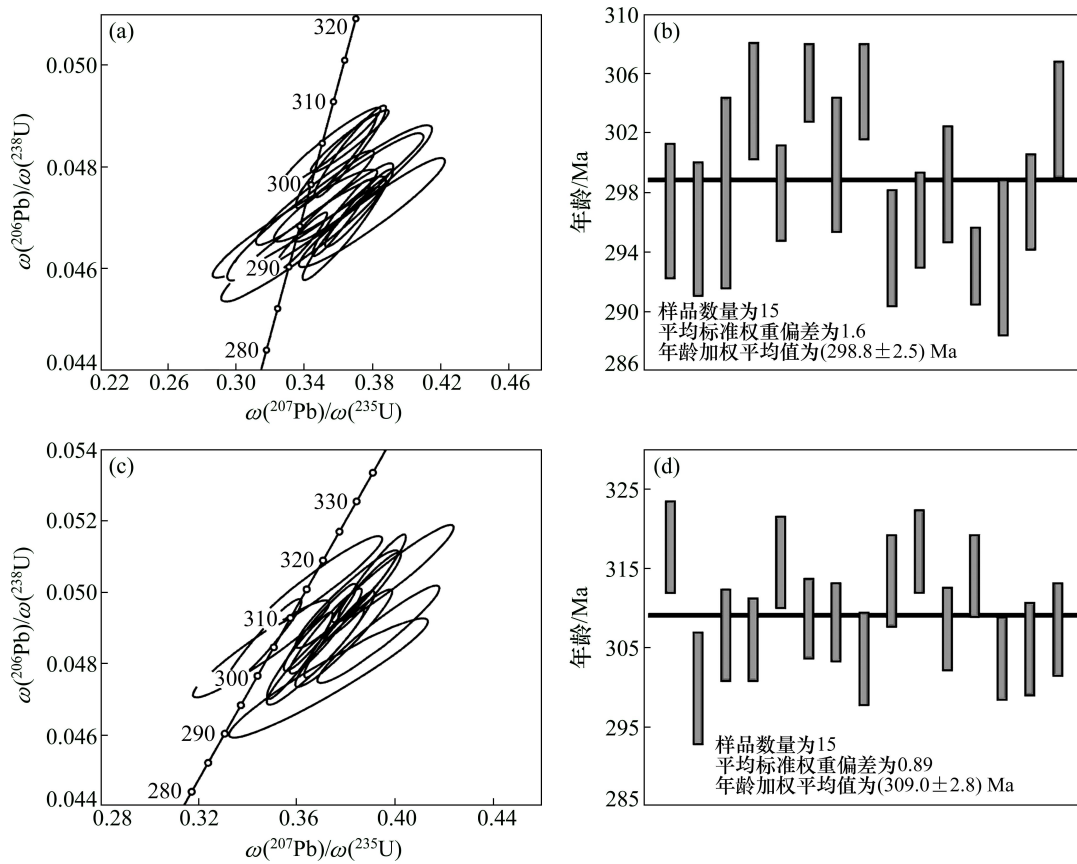 (a)
320
310
300
290
280
0.050
0.048
0.046
0.044
ω(²⁰⁶Pb)/ω(²³⁸U)
0.22 0.26 0.30 0.34 0.38 0.42 0.46
ω(²⁰⁷Pb)/ω(²³⁵U)
(b)
310
306
302
298
294
290
286
年龄/Ma
样品数量为15
平均标准权重偏差为1.6
年龄加权平均值为(298.8±2.5) Ma
(c)
330
320
310
300
290
280
0.054
0.052
0.050
0.048
0.046
0.044
ω(²⁰⁶Pb)/ω(²³⁸U)
0.28 0.32 0.36 0.40 0.44
ω(²⁰⁷Pb)/ω(²³⁵U)
(d)
325
315
305
295
285
年龄/Ma
样品数量为15
平均标准权重偏差为0.89
年龄加权平均值为(309.0±2.8) Ma